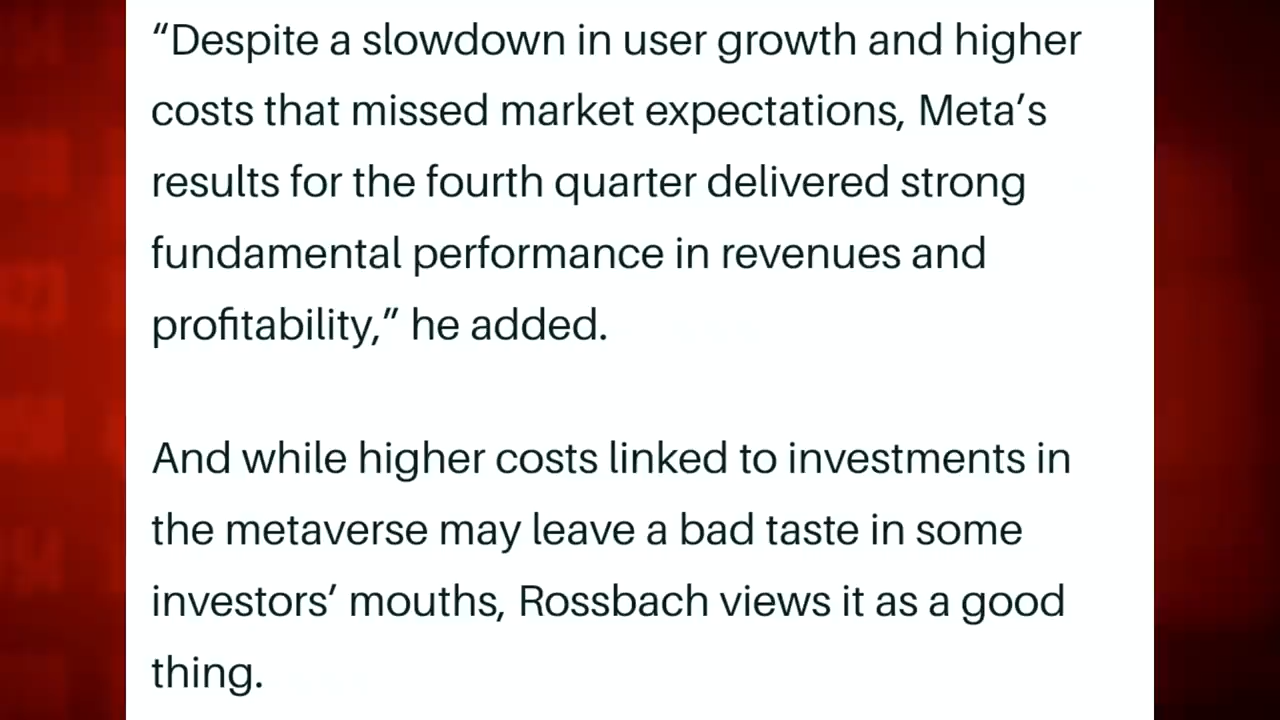 “Despite a slowdown in user growth and higher
costs that missed market expectations, Meta’s
results for the fourth quarter delivered strong
fundamental performance in revenues and
profitability,” he added.
And while higher costs linked to investments in
the metaverse may leave a bad taste in some
investors’ mouths, Rossbach views it as a good
thing.